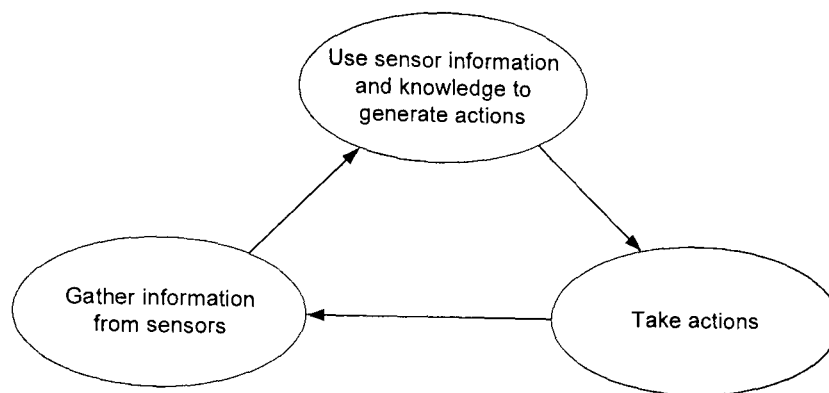 Use sensor information
and knowledge to
generate actions
Gather information
from sensors
Take actions